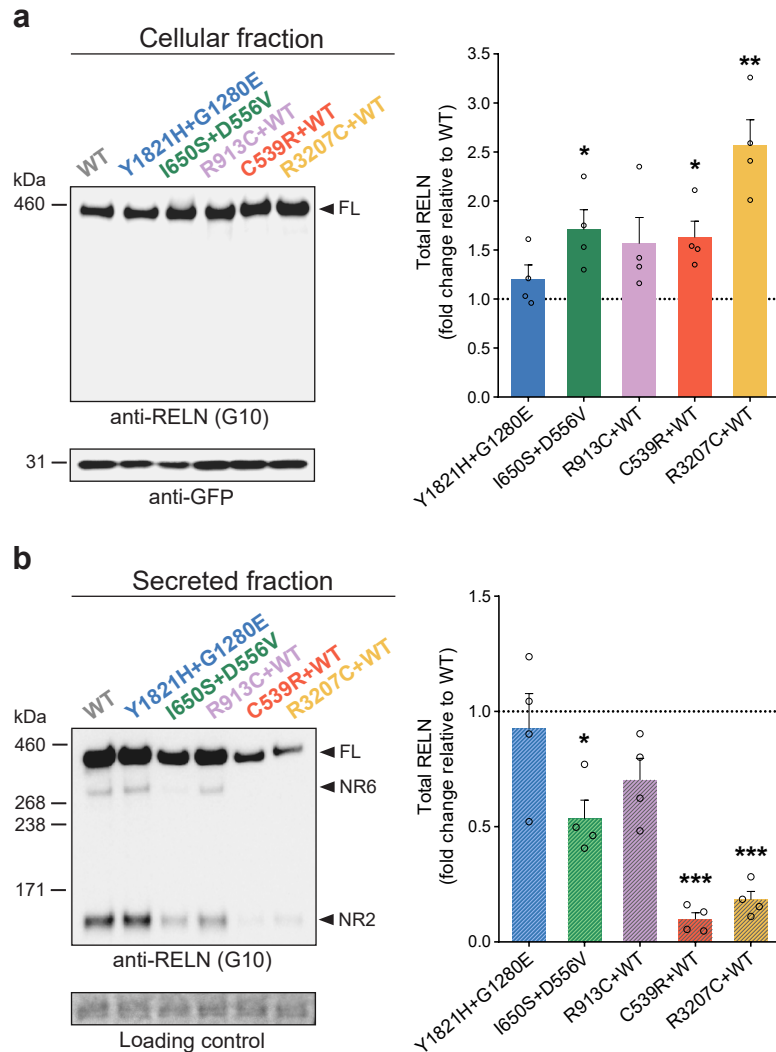 a
Cellular fraction
WT
Y1821H+G1280E
I650S+D556V
R913C+WT
C539R+WT
R3207C+WT
kDa
460
FL
anti-RELN (G10)
31
anti-GFP
Total RELN
(fold change relative to WT)
3.5
3.0
2.5
2.0
1.5
1.0
0.5
0.0
*
*
**
Y1821H+G1280E
I650S+D556V
R913C+WT
C539R+WT
R3207C+WT
b
Secreted fraction
WT
Y1821H+G1280E
I650S+D556V
R913C+WT
C539R+WT
R3207C+WT
kDa
460
268
238
171
FL
NR6
NR2
anti-RELN (G10)
Loading control
Total RELN
(fold change relative to WT)
1.5
1.0
0.5
0.0
*
***
***
Y1821H+G1280E
I650S+D556V
R913C+WT
C539R+WT
R3207C+WT